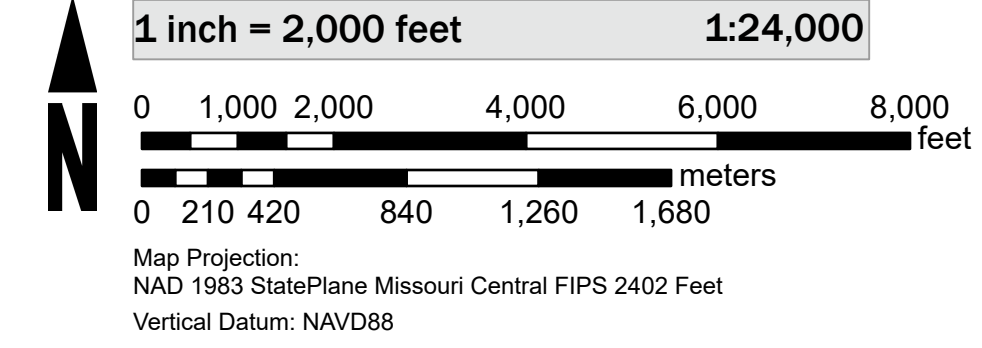 1 inch = 2,000 feet 1:24,000
0 1,000 2,000 4,000 6,000 8,000
feet
meters
0 210 420 840 1,260 1,680
N
Map Projection:
NAD 1983 StatePlane Missouri Central FIPS 2402 Feet
Vertical Datum: NAVD88